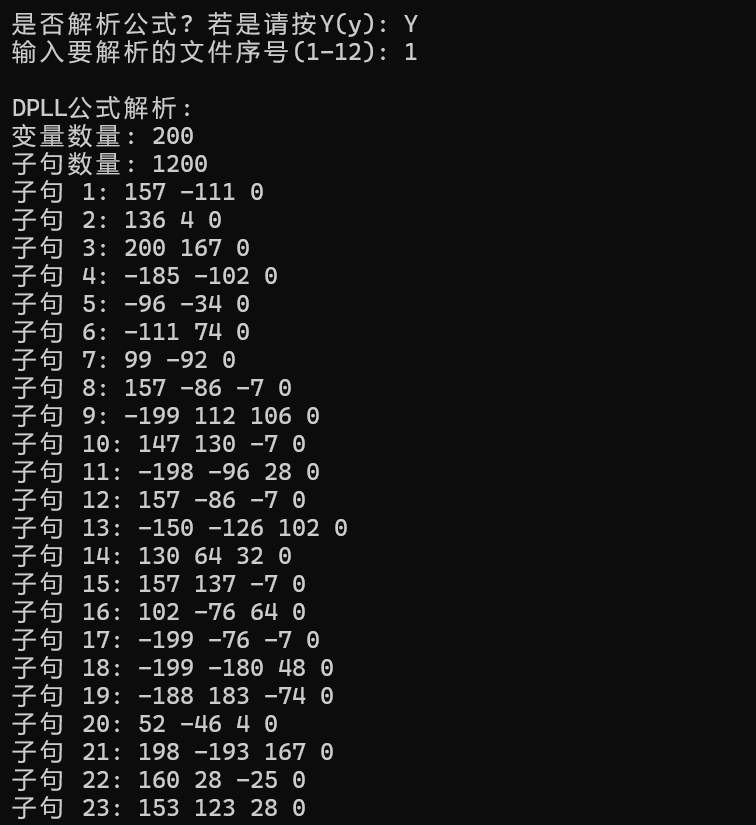 是否解析公式? 若是请按Y(y): Y
输入要解析的文件序号(1-12): 1
DPLL公式解析:
变量数量: 200
子句数量: 1200
子句 1: 157 -111 0
子句 2: 136 4 0
子句 3: 200 167 0
子句 4: -185 -102 0
子句 5: -96 -34 0
子句 6: -111 74 0
子句 7: 99 -92 0
子句 8: 157 -86 -7 0
子句 9: -199 112 106 0
子句 10: 147 130 -7 0
子句 11: -198 -96 28 0
子句 12: 157 -86 -7 0
子句 13: -150 -126 102 0
子句 14: 130 64 32 0
子句 15: 157 137 -7 0
子句 16: 102 -76 64 0
子句 17: -199 -76 -7 0
子句 18: -199 -180 48 0
子句 19: -188 183 -74 0
子句 20: 52 -46 4 0
子句 21: 198 -193 167 0
子句 22: 160 28 -25 0
子句 23: 153 123 28 0